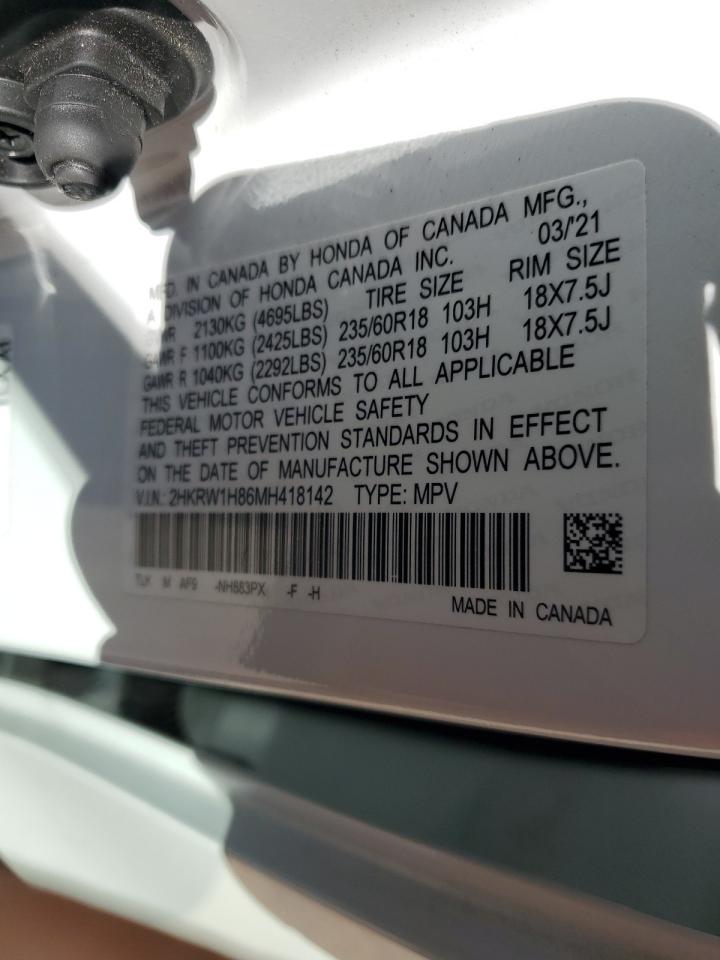 MFD. IN CANADA BY HONDA OF CANADA MFG.,
A DIVISION OF HONDA CANADA INC. 03/'21
GVWR 2130KG (4695LBS) TIRE SIZE RIM SIZE
GAWR F 1100KG (2425LBS) 235/60R18 103H 18X7.5J
GAWR R 1040KG (2292LBS) 235/60R18 103H 18X7.5J
THIS VEHICLE CONFORMS TO ALL APPLICABLE
FEDERAL MOTOR VEHICLE SAFETY
AND THEFT PREVENTION STANDARDS IN EFFECT
ON THE DATE OF MANUFACTURE SHOWN ABOVE.
V.I.N.: 2HKRW1H86MH418142 TYPE: MPV
M AF9 -NH883PX -F -H
MADE IN CANADA